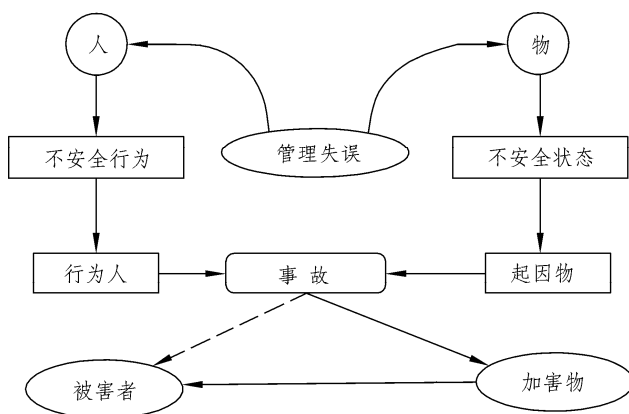 人
物
不安全行为
管理失误
不安全状态
行为人
事故
起因物
被害者
加害物